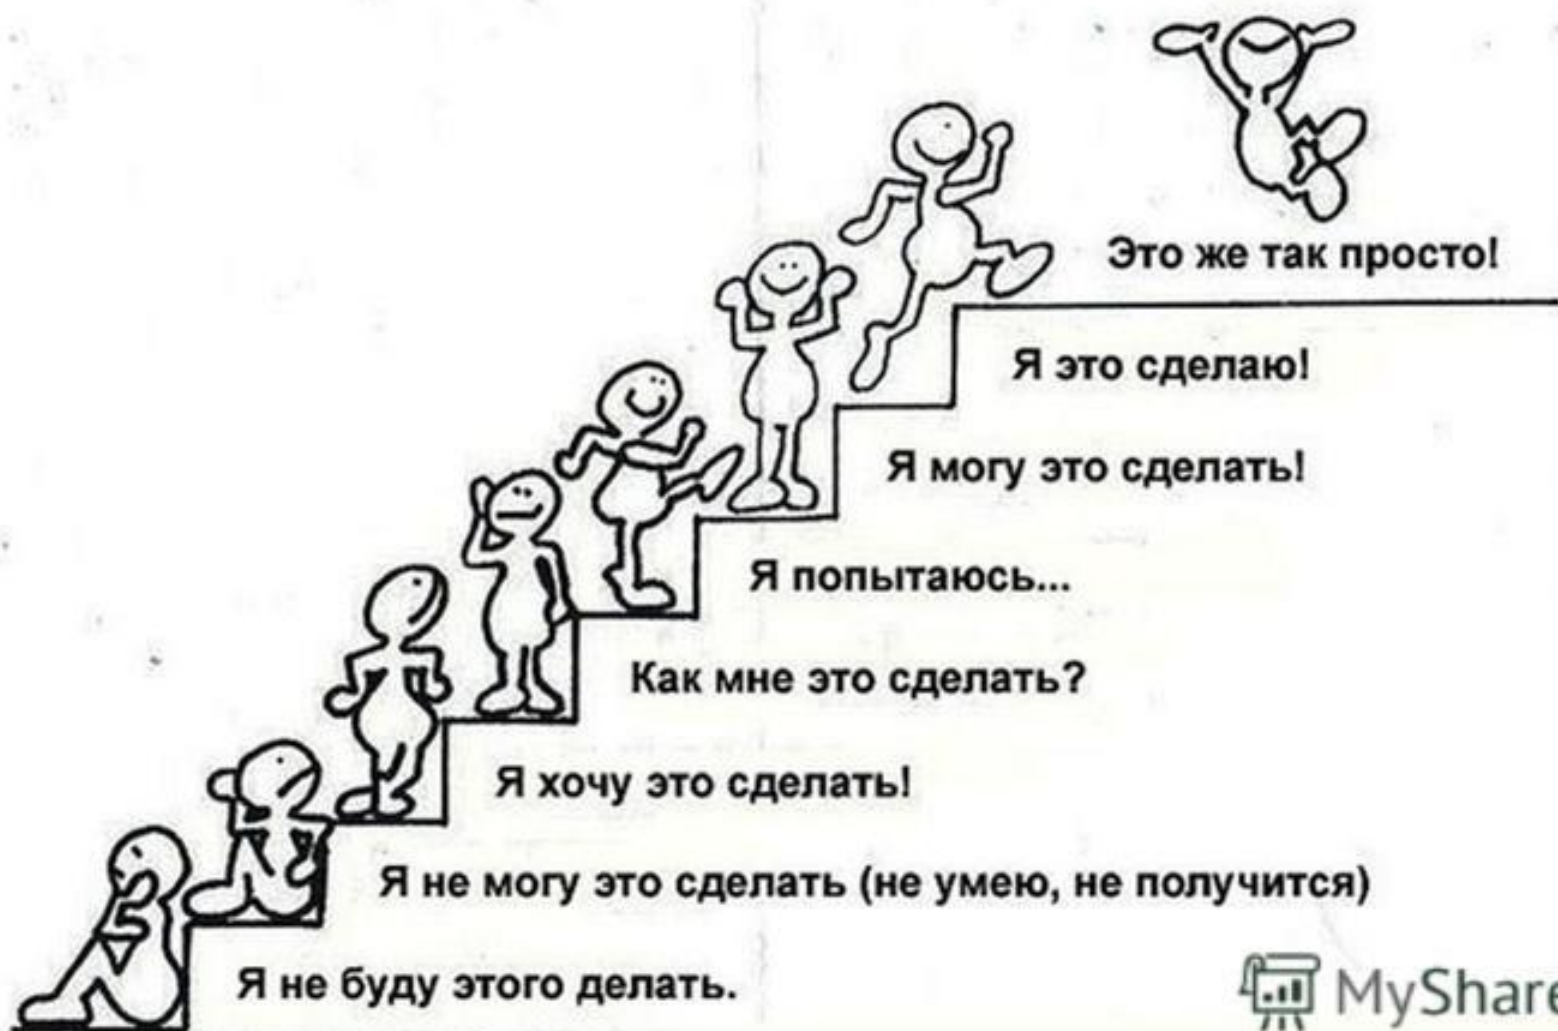 Это же так просто!
Я это сделаю!
Я могу это сделать!
Я попытаюсь...
Как мне это сделать?
Я хочу это сделать!
Я не могу это сделать (не умею, не получится)
Я не буду этого делать.
MyShare